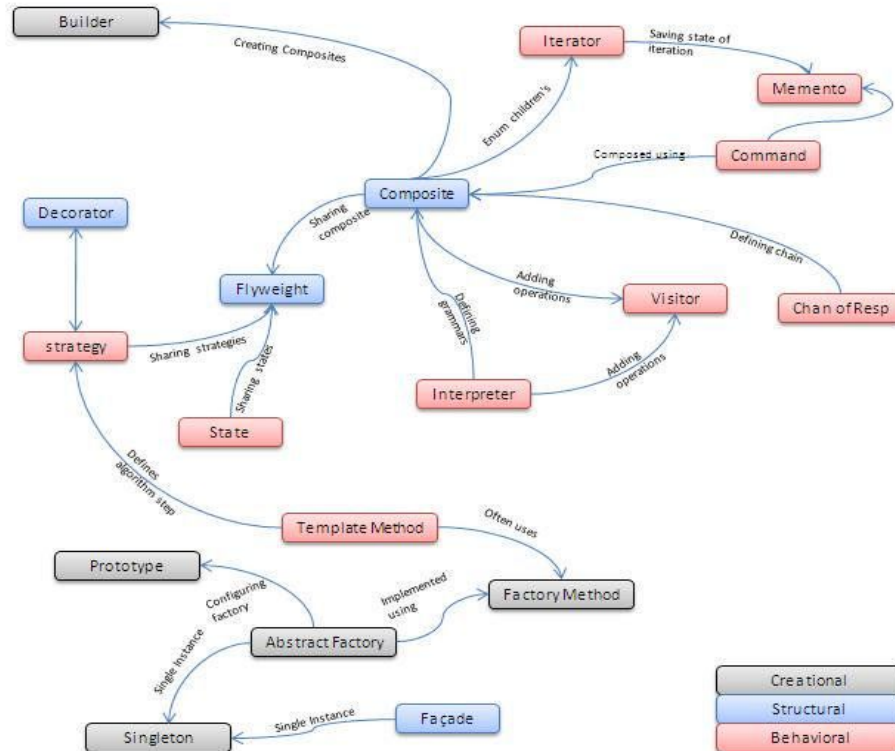 Builder
Creating Composites
Iterator
Saving state of
iteration
Memento
Enum children's
Composed using
Command
Composite
Decorator
Sharing
composite
Defining chain
Flyweight
Adding
operations
Visitor
Chan of Resp
Defining
grammars
strategy
Sharing strategies
Sharing states
Adding
operations
Interpreter
State
Defines
algorithm step
Template Method
Often uses
Prototype
Configuring
factory
Implemented
using
Factory Method
Abstract Factory
Single Instance
Creational
Façade
Single Instance
Structural
Singleton
Behavioral